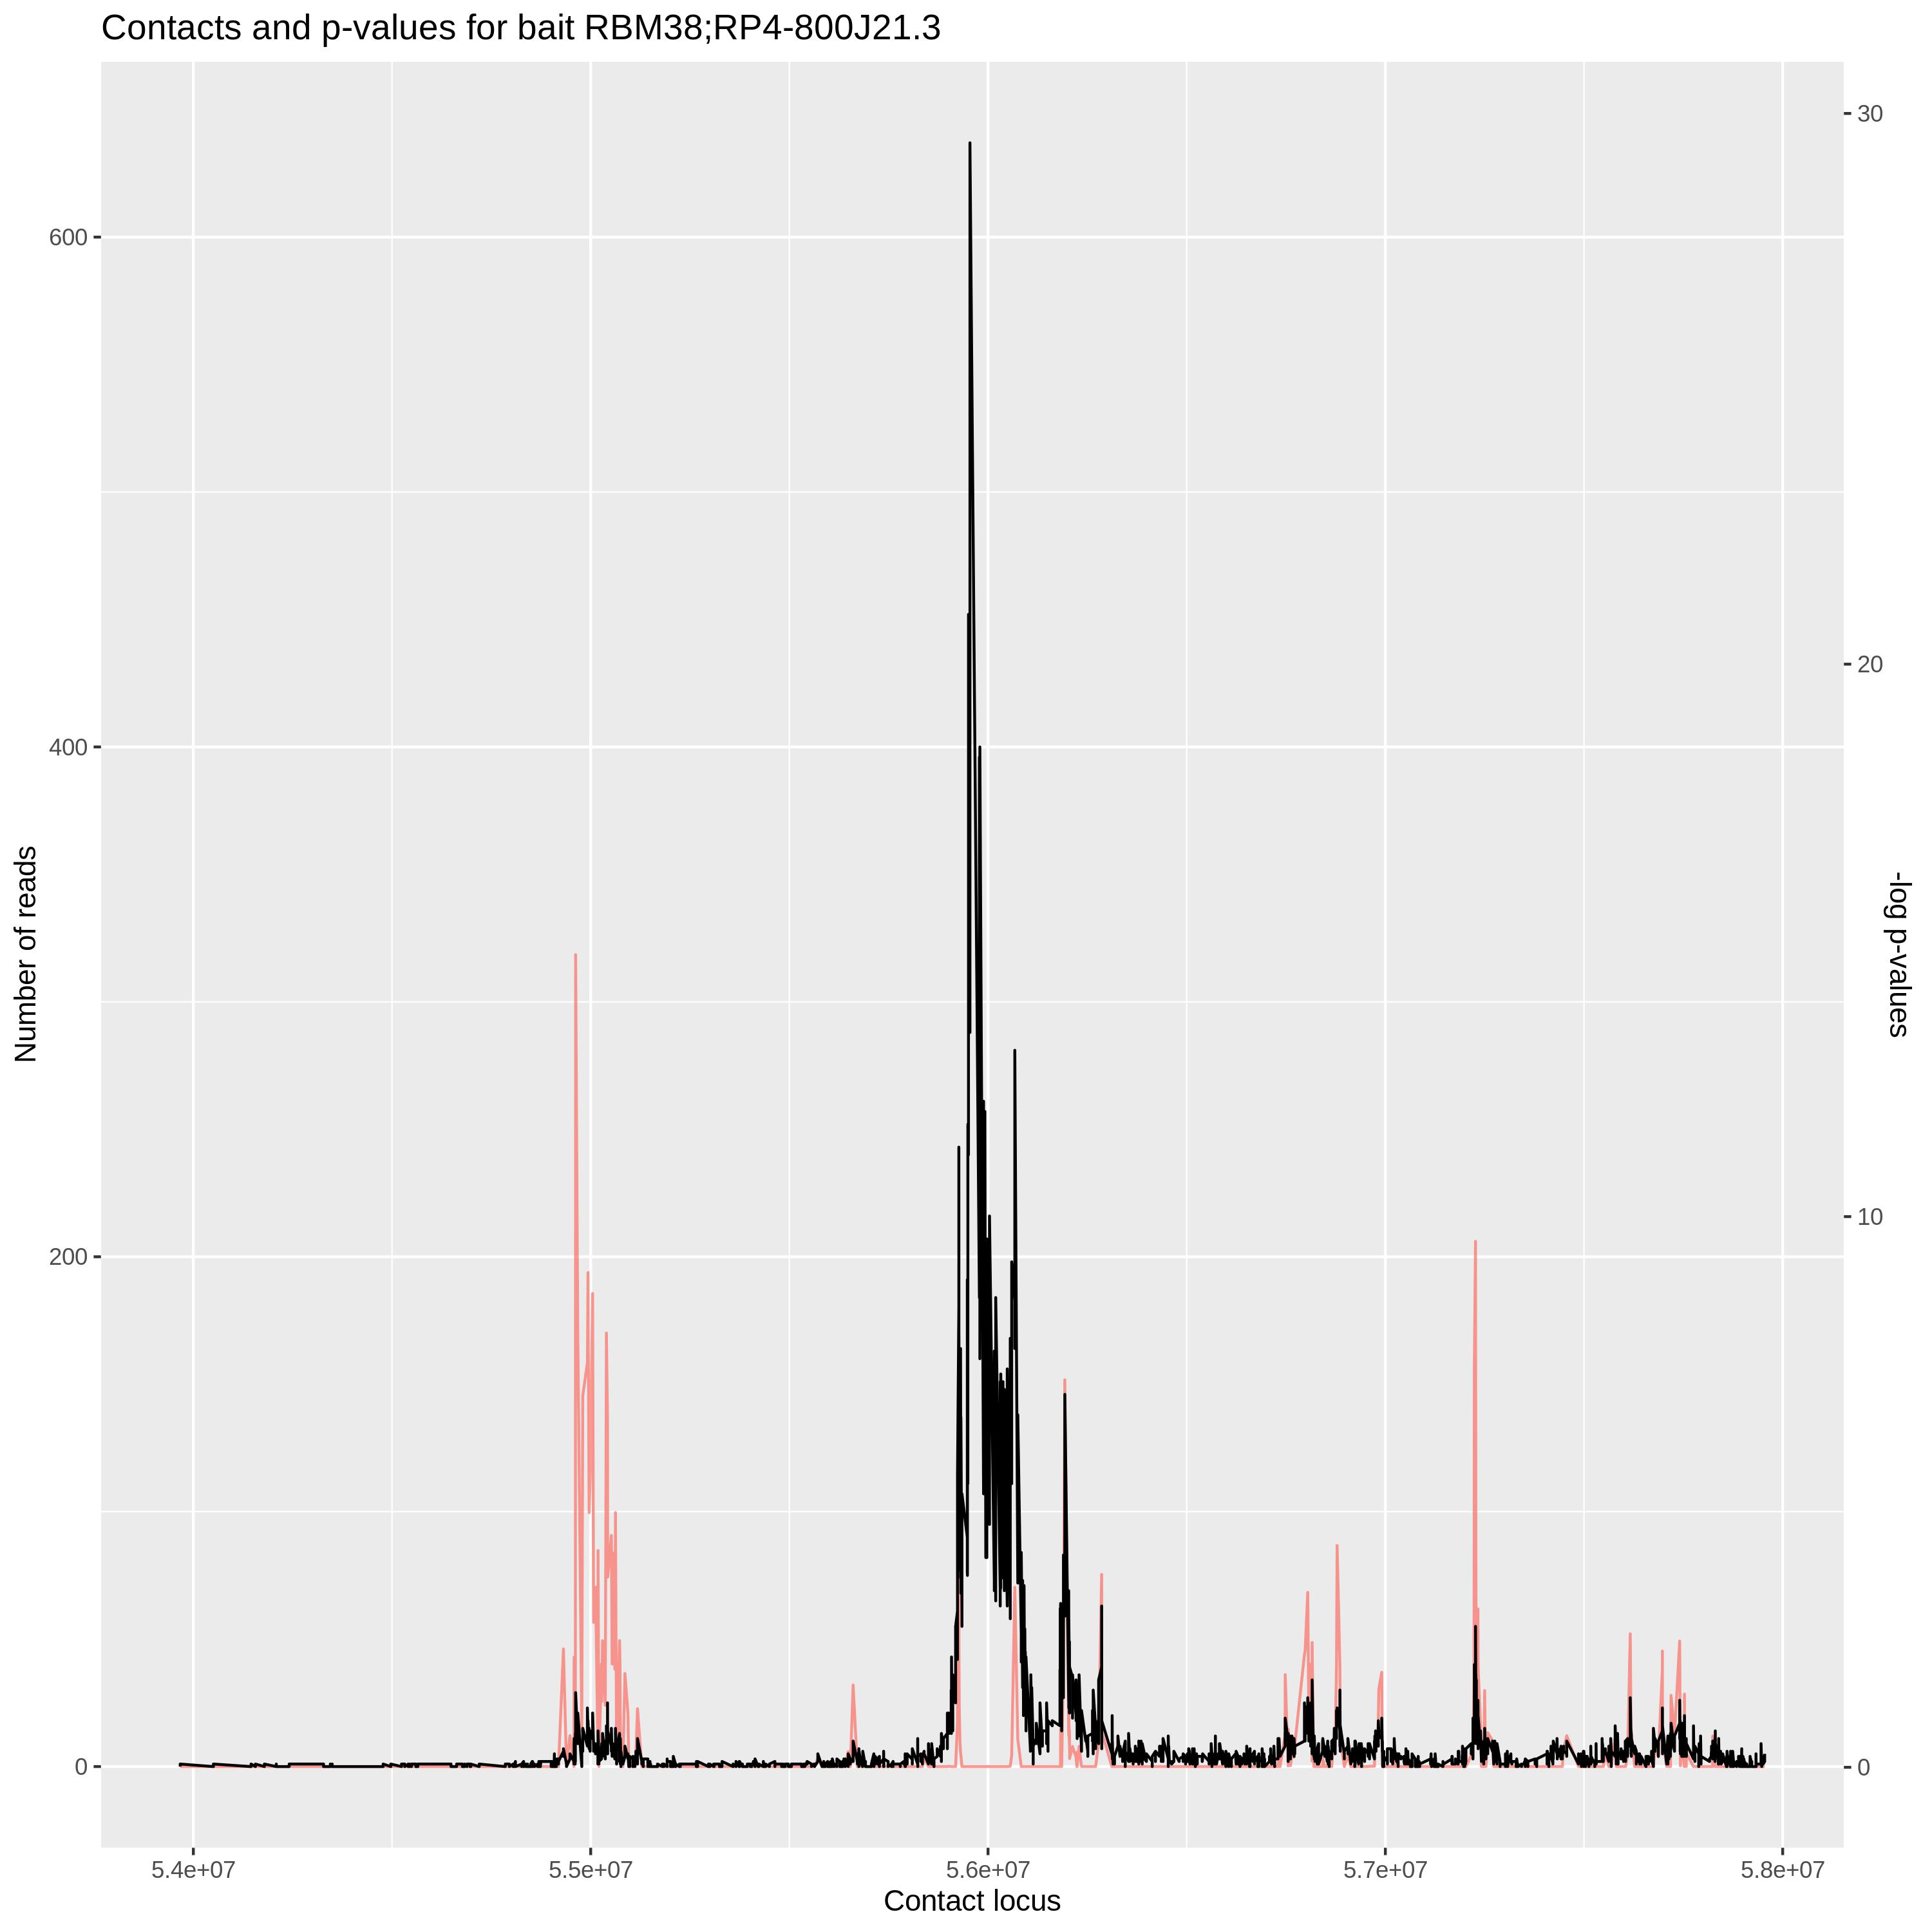 Contacts and p-values for bait RBM38;RP4-800J21.3
600
400
200
0
Number of reads
30
20
10
0
-log p-values
5.4e+07 5.5e+07 5.6e+07 5.7e+07 5.8e+07
Contact locus